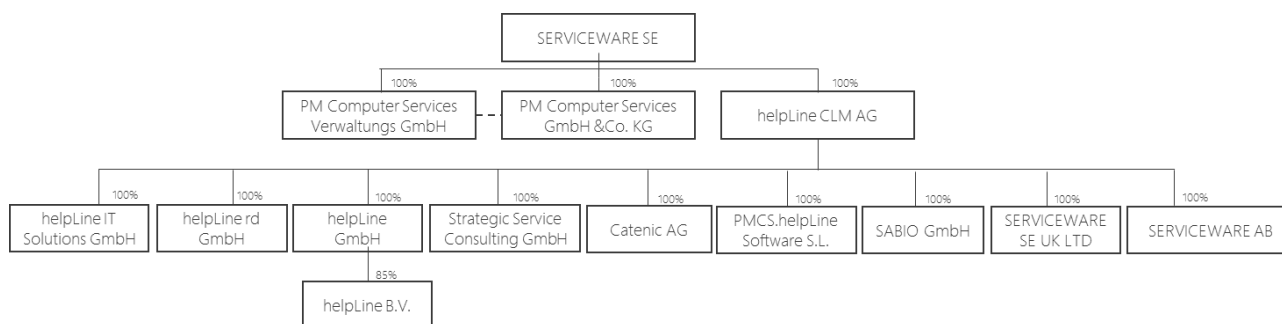 SERVICEWARE SE
100%
100%
100%
PM Computer Services
Verwaltungs GmbH
PM Computer Services
GmbH &Co. KG
helpLine CLM AG
100%
100%
100%
100%
100%
100%
100%
100%
100%
helpLine IT
Solutions GmbH
helpLine rd
GmbH
helpLine
GmbH
Strategic Service
Consulting GmbH
Catenic AG
PMCS.helpLine
Software S.L.
SABIO GmbH
SERVICEWARE
SE UK LTD
SERVICEWARE AB
85%
helpLine B.V.